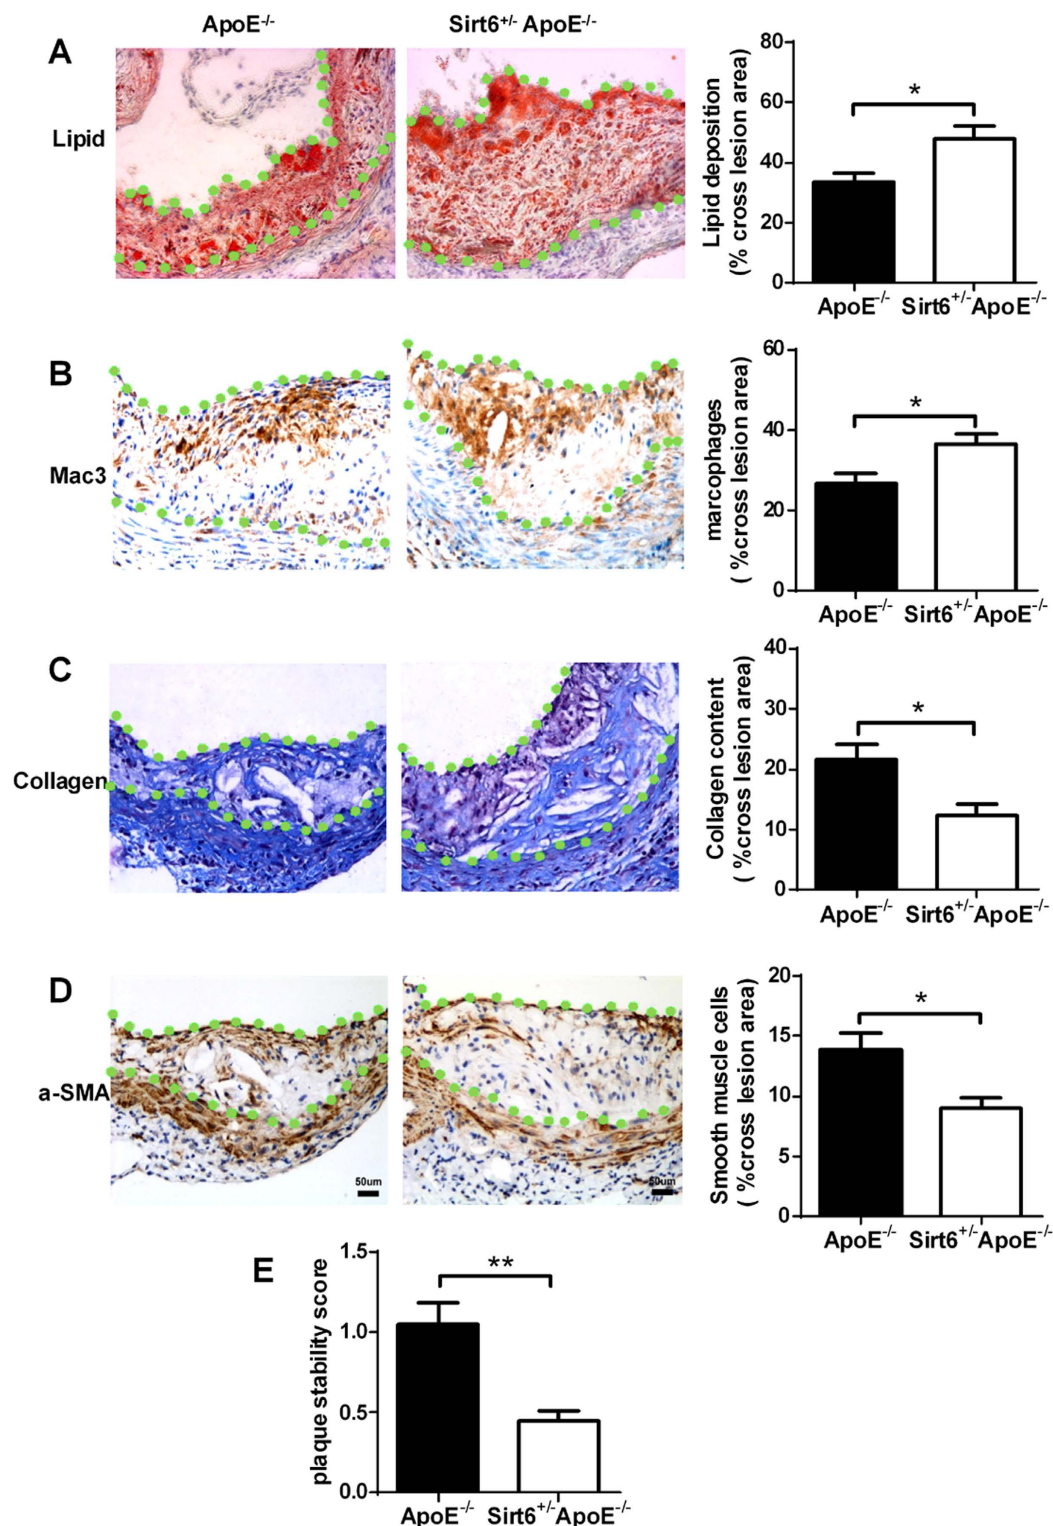 ApoE-/-
Sirt6+/- ApoE-/-
A
Lipid
Lipid deposition
(% cross lesion area)
80
60
40
20
0
*
ApoE-/-
Sirt6+/-ApoE-/-
B
Mac3
marcophages
( %cross lesion area)
60
40
20
0
*
ApoE-/-
Sirt6+/-ApoE-/-
C
Collagen
Collagen content
( %cross lesion area)
40
30
20
10
0
*
ApoE-/-
Sirt6+/-ApoE-/-
D
a-SMA
50um
50um
Smooth muscle cells
( %cross lesion area)
20
15
10
5
0
*
ApoE-/-
Sirt6+/-ApoE-/-
E
plaque stability score
1.5
1.0
0.5
0.0
**
ApoE-/-
Sirt6+/-ApoE-/-